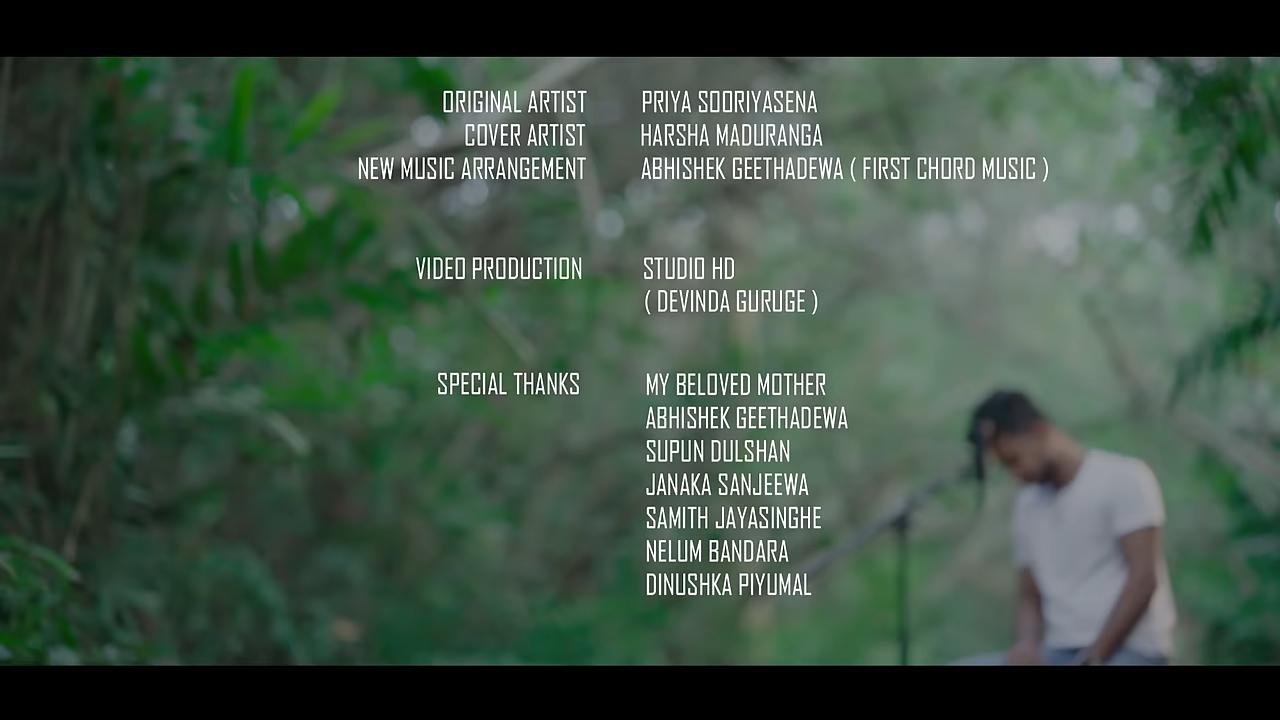 ORIGINAL ARTIST PRIYA SOORIYASENA
COVER ARTIST HARSHA MADURANGA
NEW MUSIC ARRANGEMENT ABHISHEK GEETHADEWA ( FIRST CHORD MUSIC )
VIDEO PRODUCTION STUDIO HD
( DEVINDA GURUGE )
SPECIAL THANKS MY BELOVED MOTHER
ABHISHEK GEETHADEWA
SUPUN DULSHAN
JANAKA SANJEEWA
SAMITH JAYASINGHE
NELUM BANDARA
DINUSHKA PIYUMAL